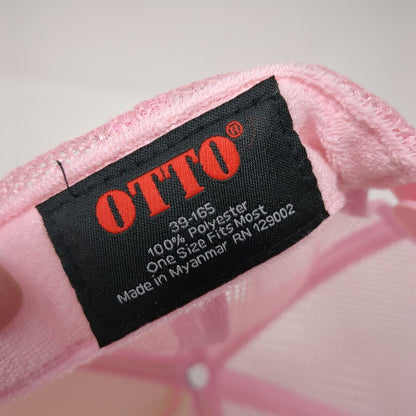 OTTO®
39-165
100% Polyester
One Size Fits Most
Made in Myanmar RN 129002